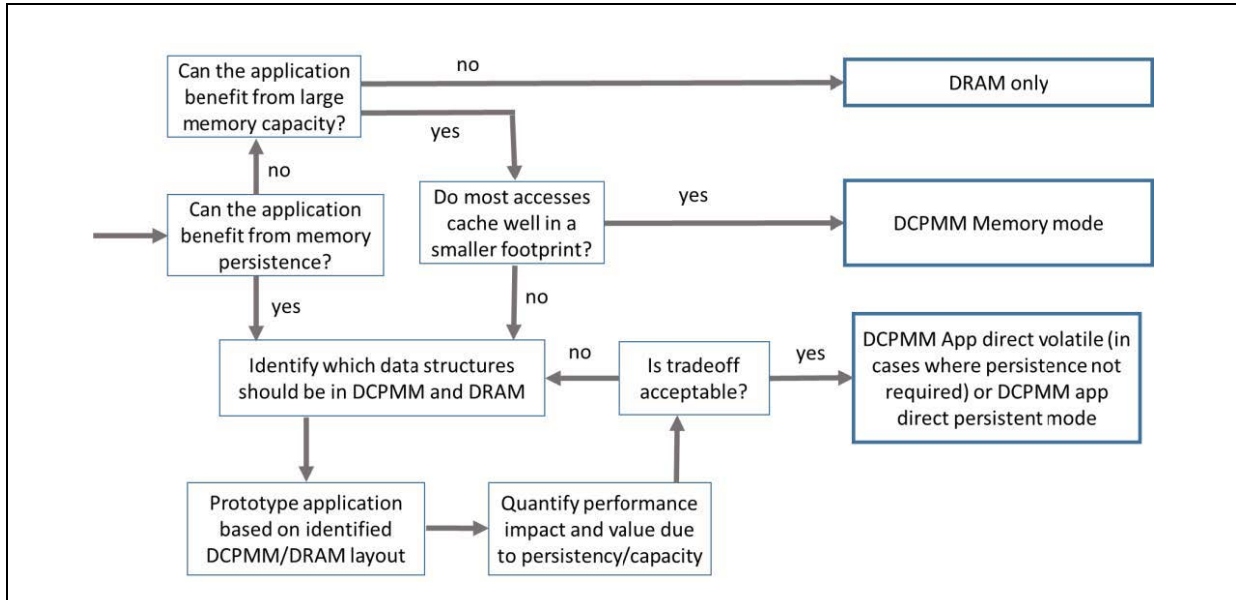 Can the application
benefit from large
memory capacity?
no
DRAM only
yes
no
Can the application
benefit from memory
persistence?
Do most accesses
cache well in a
smaller footprint?
yes
DCPMM Memory mode
yes
no
Identify which data structures
should be in DCPMM and DRAM
no
Is tradeoff
acceptable?
yes
DCPMM App direct volatile (in
cases where persistence not
required) or DCPMM app
direct persistent mode
Prototype application
based on identified
DCPMM/DRAM layout
Quantify performance
impact and value due
to persistency/capacity